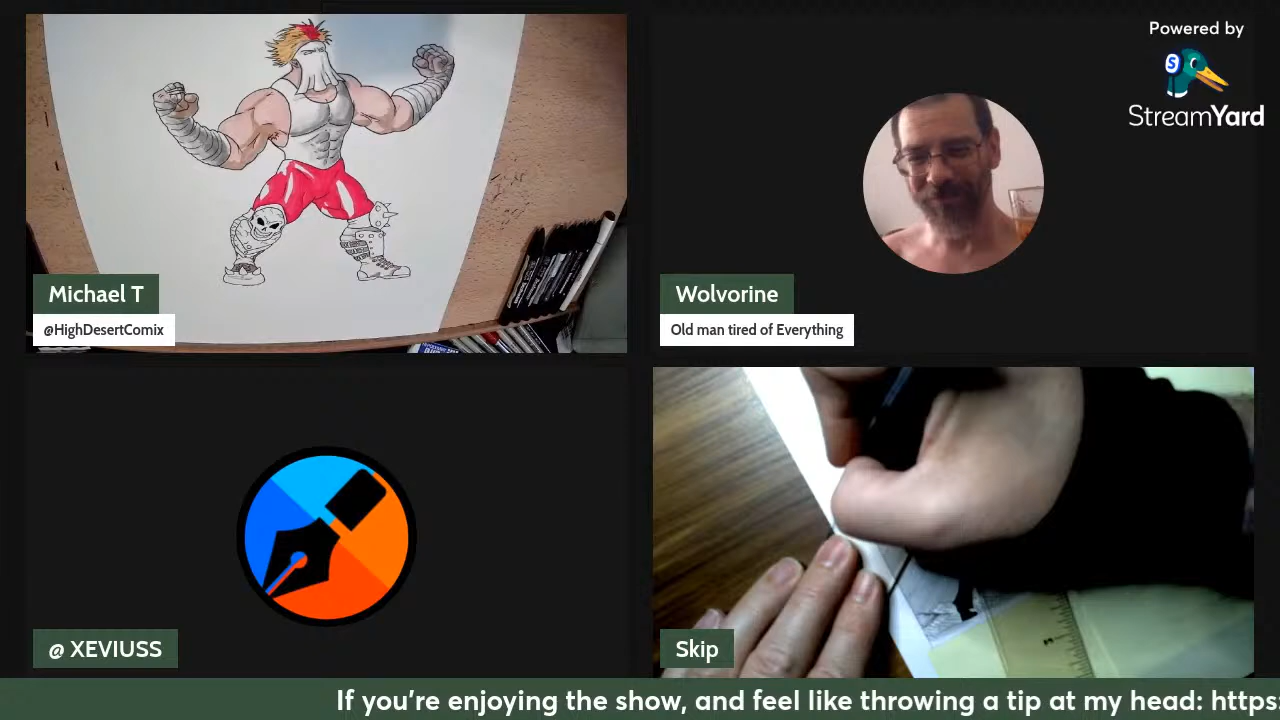 Powered by
StreamYard
Michael T
@HighDesertComix
Wolvorine
Old man tired of Everything
@ XEVIUSS
Skip
If you're enjoying the show, and feel like throwing a tip at my head: https: